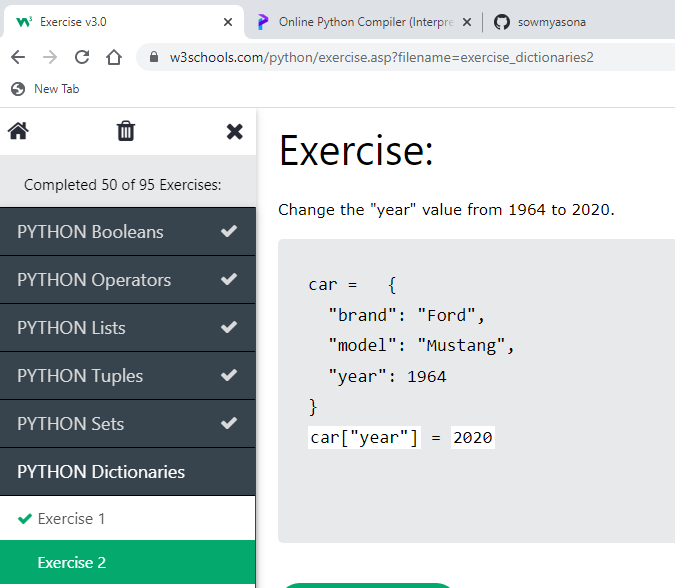 Exercise v3.0
Online Python Compiler (Interpre
sowmyasona
w3schools.com/python/exercise.asp?filename=exercise_dictionaries2
New Tab
Completed 50 of 95 Exercises:
PYTHON Booleans
PYTHON Operators
PYTHON Lists
PYTHON Tuples
PYTHON Sets
PYTHON Dictionaries
Exercise 1
Exercise 2
Exercise:
Change the "year" value from 1964 to 2020.
car =   {
  "brand": "Ford",
  "model": "Mustang",
  "year": 1964
}
car["year"] = 2020